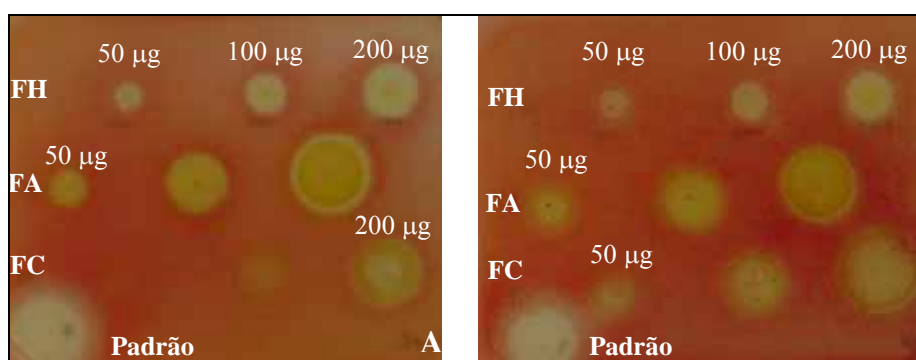 50 µg 100 µg 200 µg
FH
50 µg
FA
200 µg
FC
Padrão A
50 µg 100 µg 200 µg
FH
50 µg
FA
50 µg
FC
Padrão